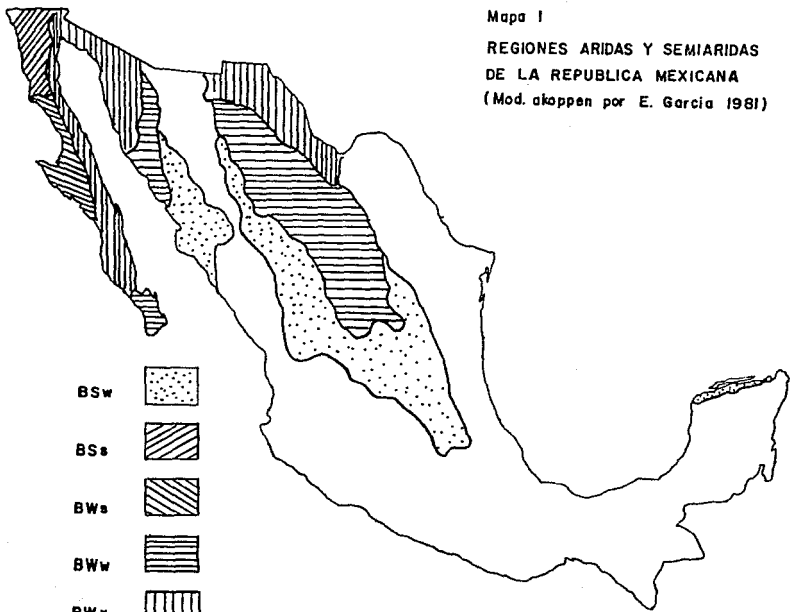 Mapa I
REGIONES ARIDAS Y SEMIARIDAS
DE LA REPUBLICA MEXICANA
(Mod. akoppen por E. Garcia 1981)
BSw
BSs
BWs
BWw